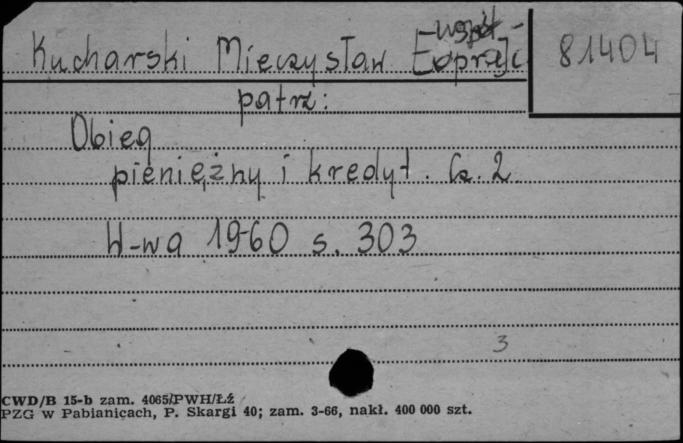 -współ-
Kucharski Mieczysław 81404
patrz:
Obieg
pieniężny i kredyt. Cz. 2
W-wa 1960 s. 303
3
CWD/B 15-b zam. 4065/PWH/Łź
PZG w Pabianicach, P. Skargi 40; zam. 3-66, nakł. 400 000 szt.